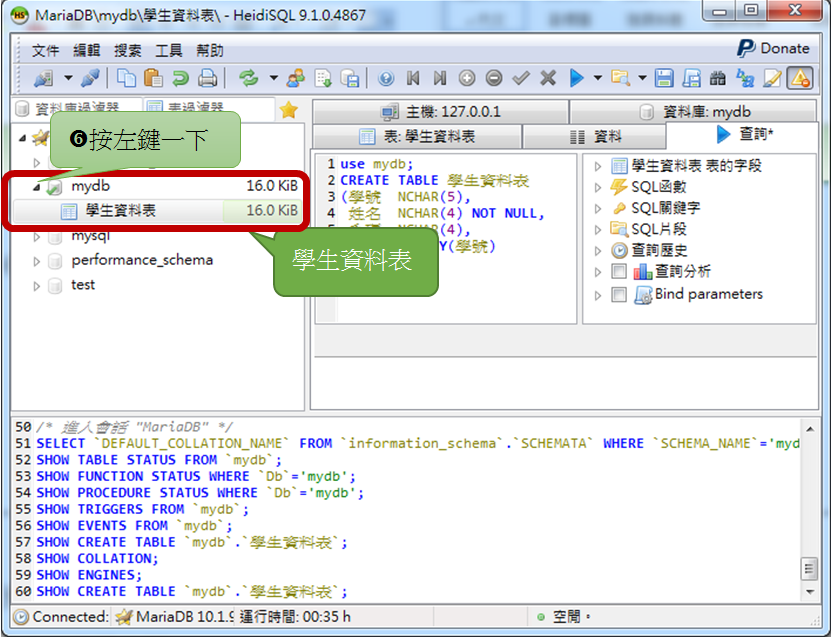 MariaDB\mydb\學生資料表\ - HeidiSQL 9.1.0.4867
文件 編輯 搜索 工具 幫助
Donate
資料庫過濾器 表過濾器
主機: 127.0.0.1
資料庫: mydb
表: 學生資料表
資料
查詢*
❻按左鍵一下
mydb 16.0 KiB
學生資料表 16.0 KiB
mysql
performance_schema
test
學生資料表
1 use mydb;
2 CREATE TABLE 學生資料表
3 (學號 NCHAR(5),
4 姓名 NCHAR(4) NOT NULL,
(4),
Y(學號)
學生資料表 表的字段
SQL函數
SQL關鍵字
SQL片段
查詢歷史
查詢分析
Bind parameters
50 /* 進入會話 "MariaDB" */
51 SELECT `DEFAULT_COLLATION_NAME` FROM `information_schema`.`SCHEMATA` WHERE `SCHEMA_NAME`='myd
52 SHOW TABLE STATUS FROM `mydb`;
53 SHOW FUNCTION STATUS WHERE `Db`='mydb';
54 SHOW PROCEDURE STATUS WHERE `Db`='mydb';
55 SHOW TRIGGERS FROM `mydb`;
56 SHOW EVENTS FROM `mydb`;
57 SHOW CREATE TABLE `mydb`.`學生資料表`;
58 SHOW COLLATION;
59 SHOW ENGINES;
60 SHOW CREATE TABLE `mydb`.`學生資料表`;
Connected: MariaDB 10.1.9 運行時間: 00:35 h 空閒。